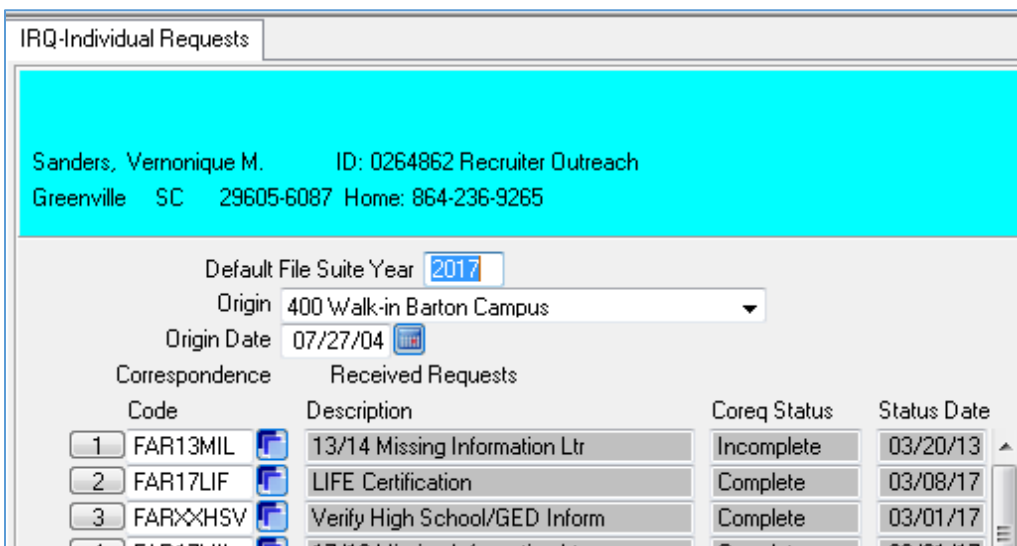 IRQ-Individual Requests
Sanders, Vernonique M. ID: 0264862 Recruiter Outreach
Greenville SC 29605-6087 Home: 864-236-9265
Default File Suite Year 2017
Origin 400 Walk-in Barton Campus
Origin Date 07/27/04
Correspondence Received Requests
Code Description Coreq Status Status Date
1 FAR13MIL 13/14 Missing Information Ltr Incomplete 03/20/13
2 FAR17LIF LIFE Certification Complete 03/08/17
3 FARXXHSV Verify High School/GED Inform Complete 03/01/17